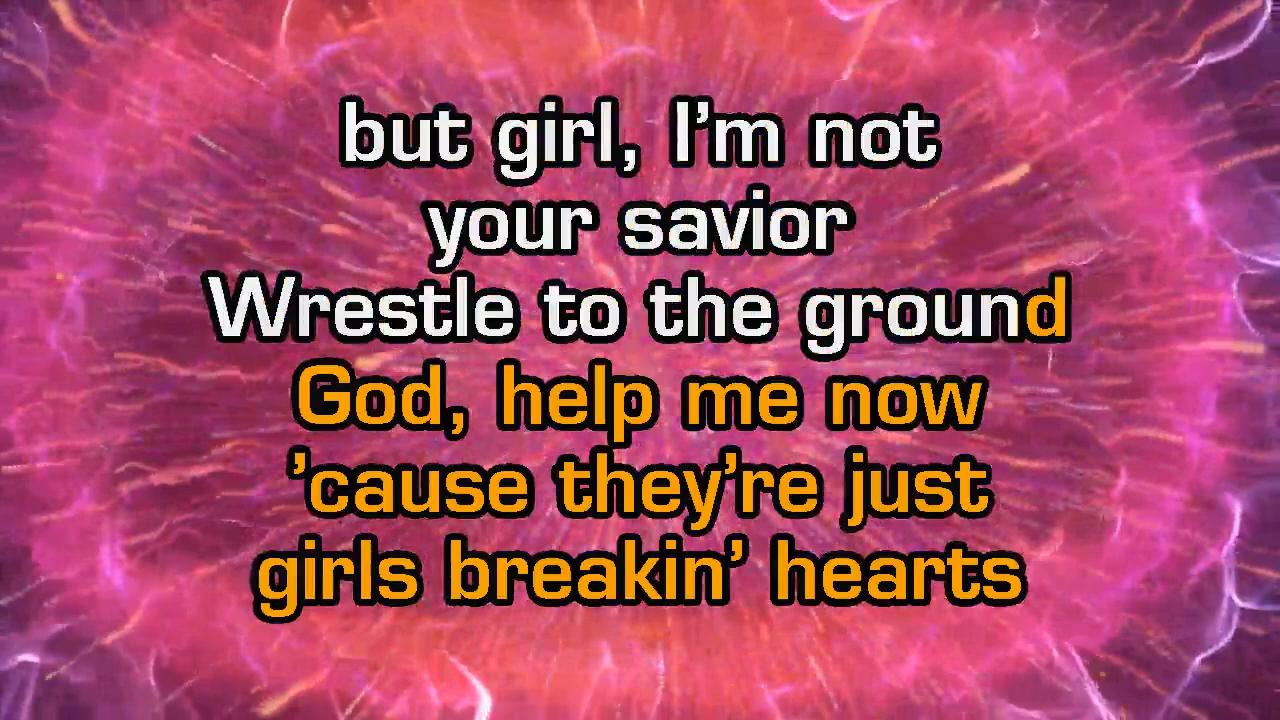 but girl, I'm not
your savior
Wrestle to the ground
God, help me now
'cause they're just
girls breakin' hearts